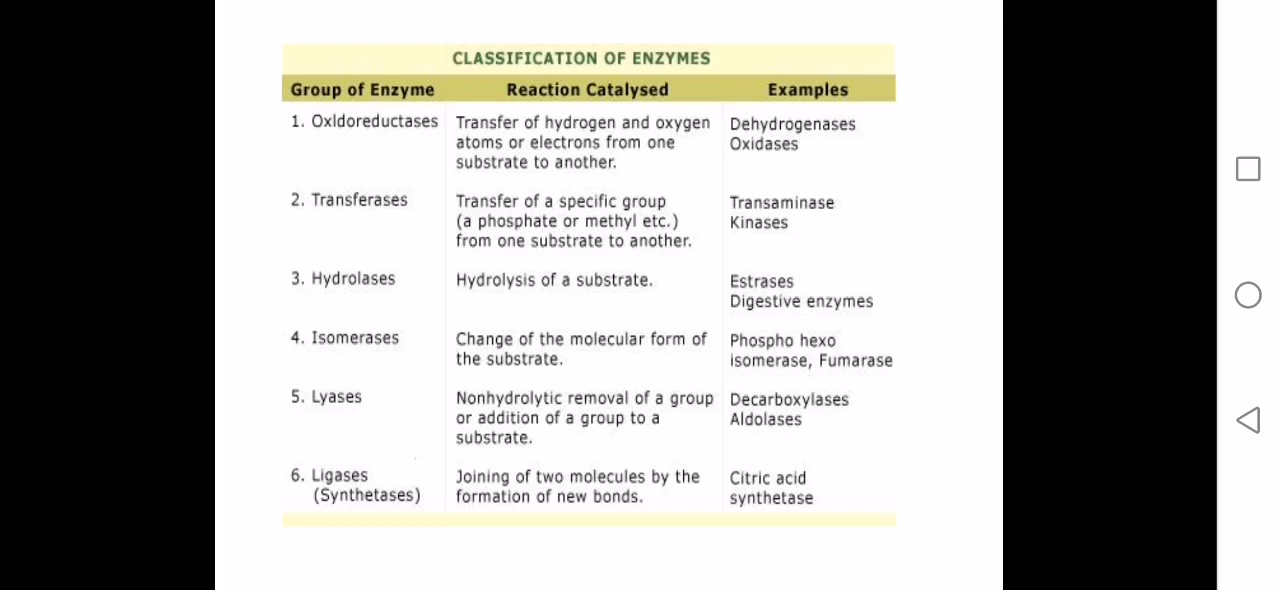 CLASSIFICATION OF ENZYMES
Group of Enzyme Reaction Catalysed Examples
1. Oxldoreductases Transfer of hydrogen and oxygen Dehydrogenases
atoms or electrons from one Oxidases
substrate to another.
2. Transferases Transfer of a specific group Transaminase
(a phosphate or methyl etc.) Kinases
from one substrate to another.
3. Hydrolases Hydrolysis of a substrate. Estrases
Digestive enzymes
4. Isomerases Change of the molecular form of Phospho hexo
the substrate. isomerase, Fumarase
5. Lyases Nonhydrolytic removal of a group Decarboxylases
or addition of a group to a Aldolases
substrate.
6. Ligases Joining of two molecules by the Citric acid
(Synthetases) formation of new bonds. synthetase